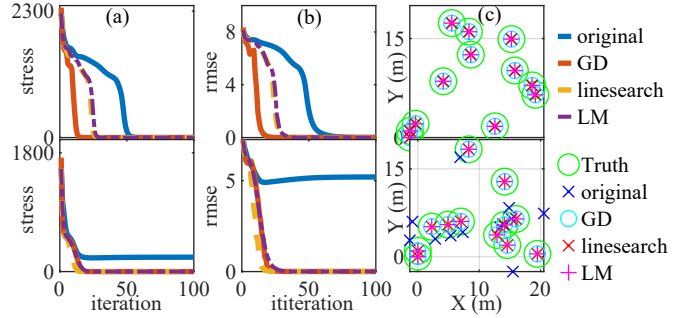 (a)
(b)
(c)
2300
stress
0
8
4
0
rmse
15
Y (m)
0
original
GD
linesearch
LM
1800
stress
0
0
50
100
iteration
5
rmse
0
50
100
ititeration
15
Y (m)
0
0
10
20
X (m)
Truth
original
GD
linesearch
LM